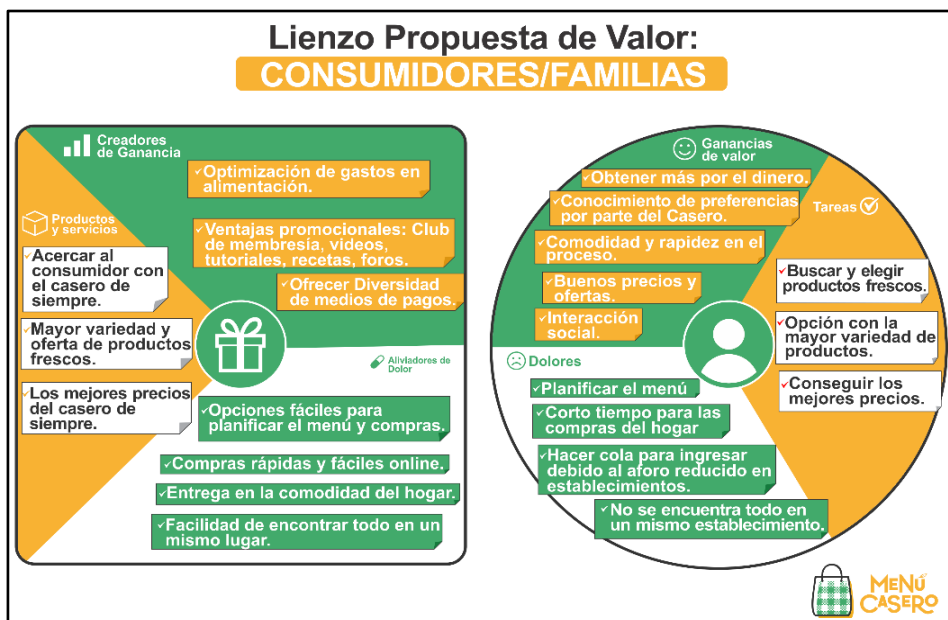 Lienzo Propuesta de Valor:
CONSUMIDORES/FAMILIAS
Creadores
de Ganancia
✓Optimización de gastos en
alimentación.
✓Ventajas promocionales: Club
de membresía, videos,
tutoriales, recetas, foros.
✓Ofrecer Diversidad
de medios de pagos.
Productos
y servicios
✓Acercar al
consumidor con
el casero de
siempre.
✓Mayor variedad y
oferta de productos
frescos.
✓Los mejores precios
del casero de
siempre.
Aliviadores de
Dolor
✓Opciones fáciles para
planificar el menú y compras.
✓Compras rápidas y fáciles online.
✓Entrega en la comodidad del hogar.
✓Facilidad de encontrar todo en un
mismo lugar.
Ganancias
de valor
✓Obtener más por el dinero.
✓Conocimiento de preferencias
por parte del Casero.
✓Comodidad y rapidez en el
proceso.
✓Buenos precios y
ofertas.
✓Interacción
social.
Tareas
✓Buscar y elegir
productos frescos.
✓Opción con la
mayor variedad de
productos.
✓Conseguir los
mejores precios.
Dolores
✓Planificar el menú
✓Corto tiempo para las
compras del hogar
✓Hacer cola para ingresar
debido al aforo reducido en
establecimientos.
✓No se encuentra todo en
un mismo establecimiento.
MENÚ
CASERO